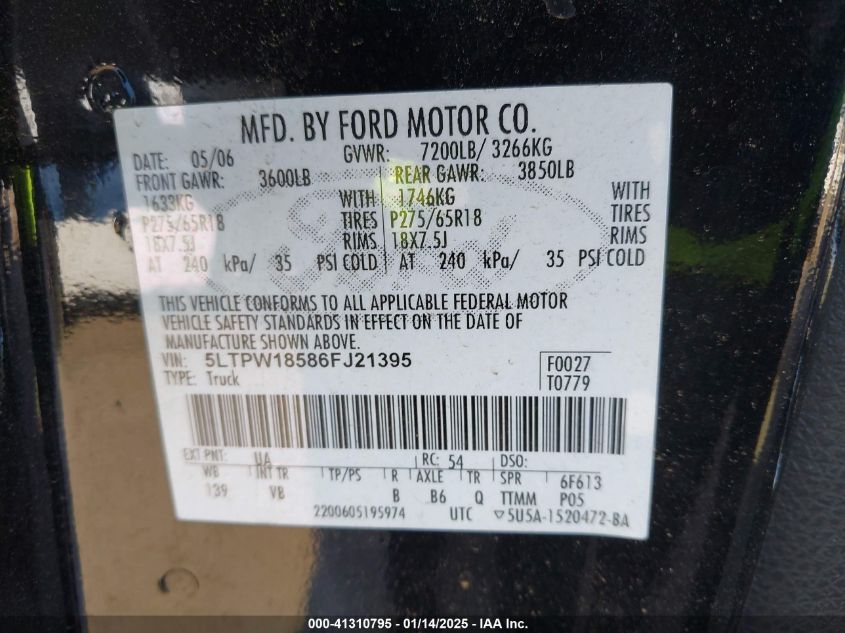 MFD. BY FORD MOTOR CO.
DATE: 05/06 GVWR: 7200LB/ 3266KG
FRONT GAWR: 3600LB REAR GAWR: 3850LB
1633KG WITH 1746KG WITH
P275/65R18 TIRES P275/65R18 TIRES
18X7.5J RIMS 18X7.5J RIMS
AT 240 kPa/ 35 PSI COLD AT 240 kPa/ 35 PSI COLD
THIS VEHICLE CONFORMS TO ALL APPLICABLE FEDERAL MOTOR
VEHICLE SAFETY STANDARDS IN EFFECT ON THE DATE OF
MANUFACTURE SHOWN ABOVE.
VIN: 5LTPW18586FJ21395 F0027
TYPE: Truck T0779
EXT PNT: UA RC: 54 DSO:
WB INT TR TP/PS R AXLE TR SPR 6F613
139 VB B B6 Q TTMM P05
2200605195974 UTC ▽5U5A-1520472-BA
000-41310795 - 01/14/2025 - IAA Inc.